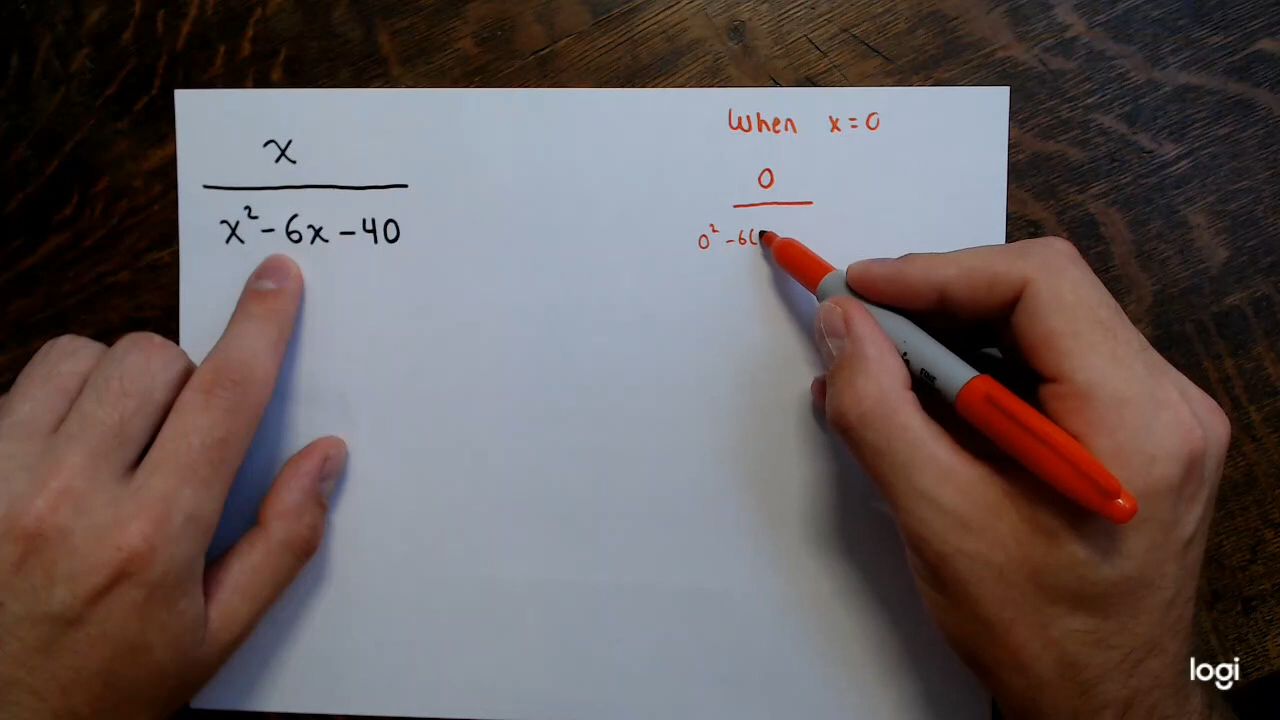 x
x² - 6x - 40
When x = 0
0
0² - 6(
logi